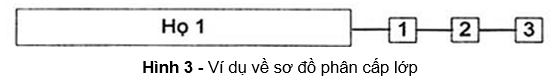 Họ 1 1 2 3
Hình 3 - Ví dụ về sơ đồ phân cấp lớp